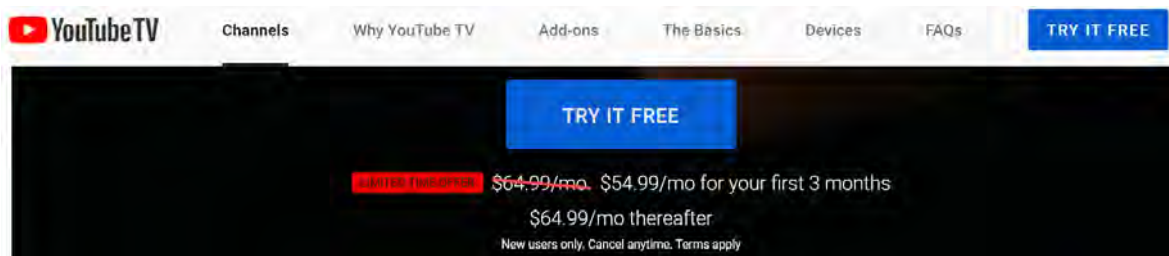 YouTube TV Channels Why YouTube TV Add-ons The Basics Devices FAQs TRY IT FREE
TRY IT FREE
LIMITED TIME OFFER $64.99/mo. $54.99/mo for your first 3 months
$64.99/mo thereafter
New users only. Cancel anytime. Terms apply